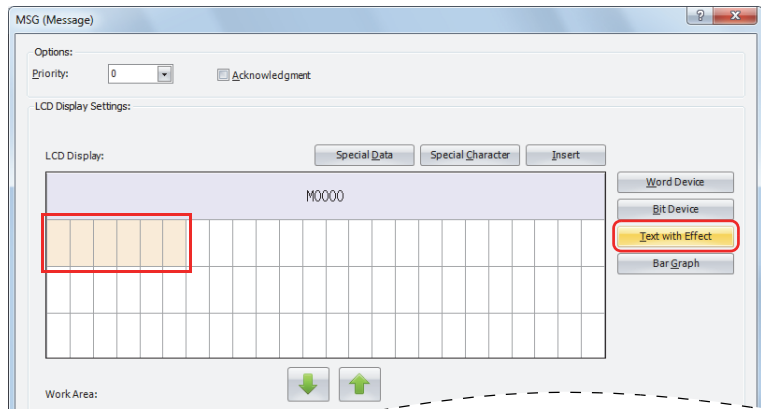 MSG (Message)
Options:
Priority: 0 Acknowledgment
LCD Display Settings:
LCD Display: Special Data Special Character Insert
M0000
Word Device
Bit Device
Text with Effect
Bar Graph
Work Area: